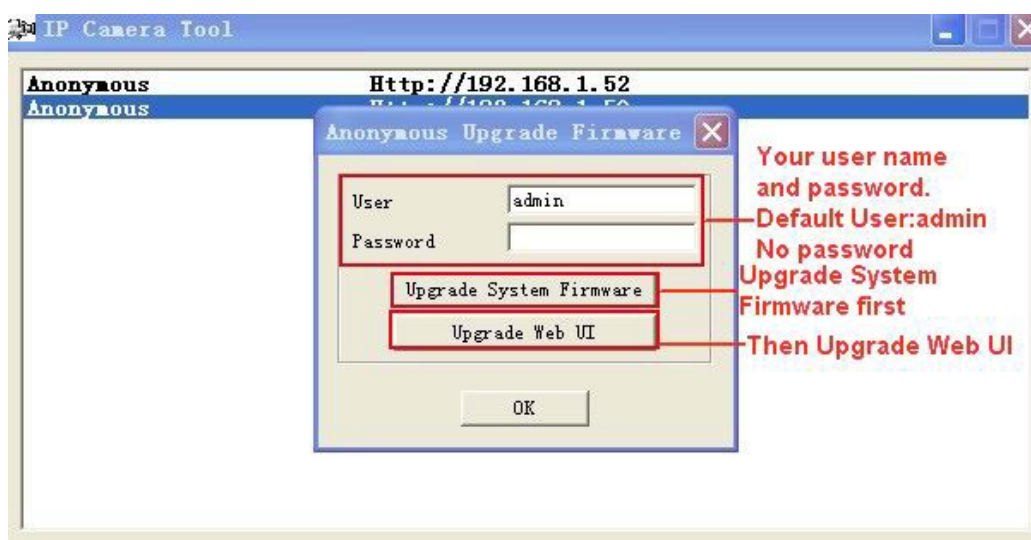 IP Camera Tool
Anonymous Http://192.168.1.52
Anonymous
Anonymous Upgrade Firmware
User admin
Password
Upgrade System Firmware
Upgrade Web UI
OK
Your user name
and password.
Default User:admin
No password
Upgrade System
Firmware first
Then Upgrade Web UI